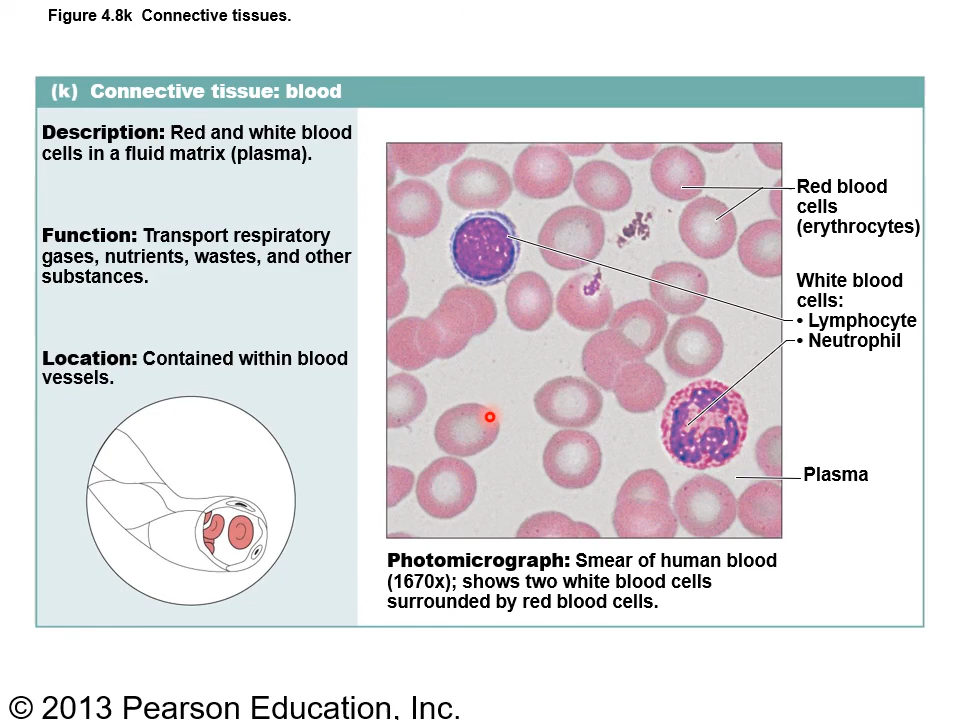 Figure 4.8k  Connective tissues.
(k)  Connective tissue: blood
Description: Red and white blood
cells in a fluid matrix (plasma).
Function: Transport respiratory
gases, nutrients, wastes, and other
substances.
Location: Contained within blood
vessels.
Red blood
cells
(erythrocytes)
White blood
cells:
• Lymphocyte
• Neutrophil
Plasma
Photomicrograph: Smear of human blood
(1670x); shows two white blood cells
surrounded by red blood cells.
© 2013 Pearson Education, Inc.